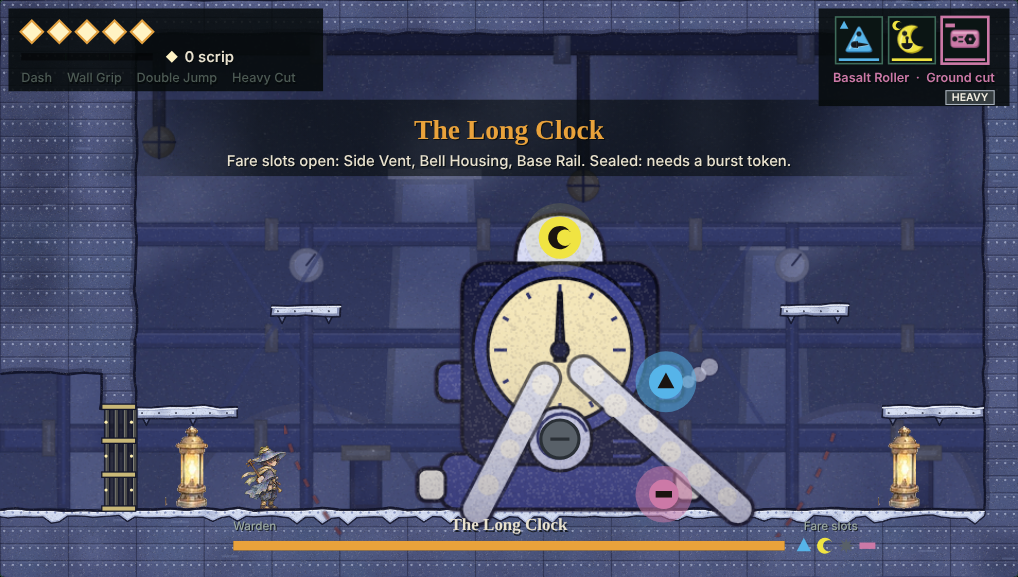 0 scrip
Dash Wall Grip Double Jump Heavy Cut
Basalt Roller · Ground cut
HEAVY
The Long Clock
Fare slots open: Side Vent, Bell Housing, Base Rail. Sealed: needs a burst token.
Warden
The Long Clock
Fare slots